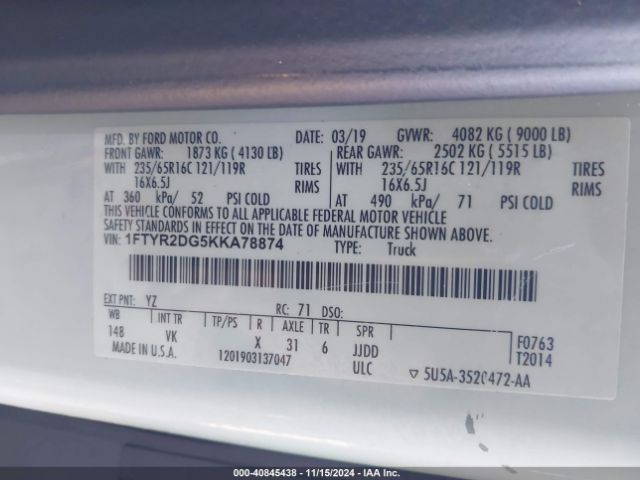 MFD. BY FORD MOTOR CO. DATE: 03/19 GVWR: 4082 KG ( 9000 LB)
FRONT GAWR: 1873 KG ( 4130 LB) REAR GAWR: 2502 KG ( 5515 LB)
WITH 235/65R16C 121/119R TIRES WITH 235/65R16C 121/119R TIRES
16X6.5J RIMS 16X6.5J RIMS
AT 360 kPa/ 52 PSI COLD AT 490 kPa/ 71 PSI COLD
THIS VEHICLE CONFORMS TO ALL APPLICABLE FEDERAL MOTOR VEHICLE
SAFETY STANDARDS IN EFFECT ON THE DATE OF MANUFACTURE SHOWN ABOVE.
VIN: 1FTYR2DG5KKA78874 TYPE: Truck
EXT PNT: YZ RC: 71 DSO:
WB INT TR TP/PS R AXLE TR SPR F0763
148 VK X 31 6 JJDD T2014
MADE IN U.S.A. 1201903137047 ULC ▽ 5U5A-3520472-AA
000-40845438 - 11/15/2024 - IAA Inc.